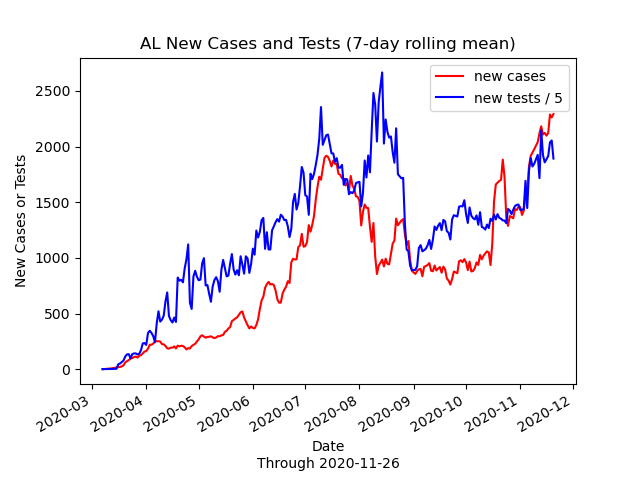 AL New Cases and Tests (7-day rolling mean)
new cases
new tests / 5
New Cases or Tests
2500
2000
1500
1000
500
0
2020-03
2020-04
2020-05
2020-06
2020-07
2020-08
2020-09
2020-10
2020-11
2020-12
Date
Through 2020-11-26